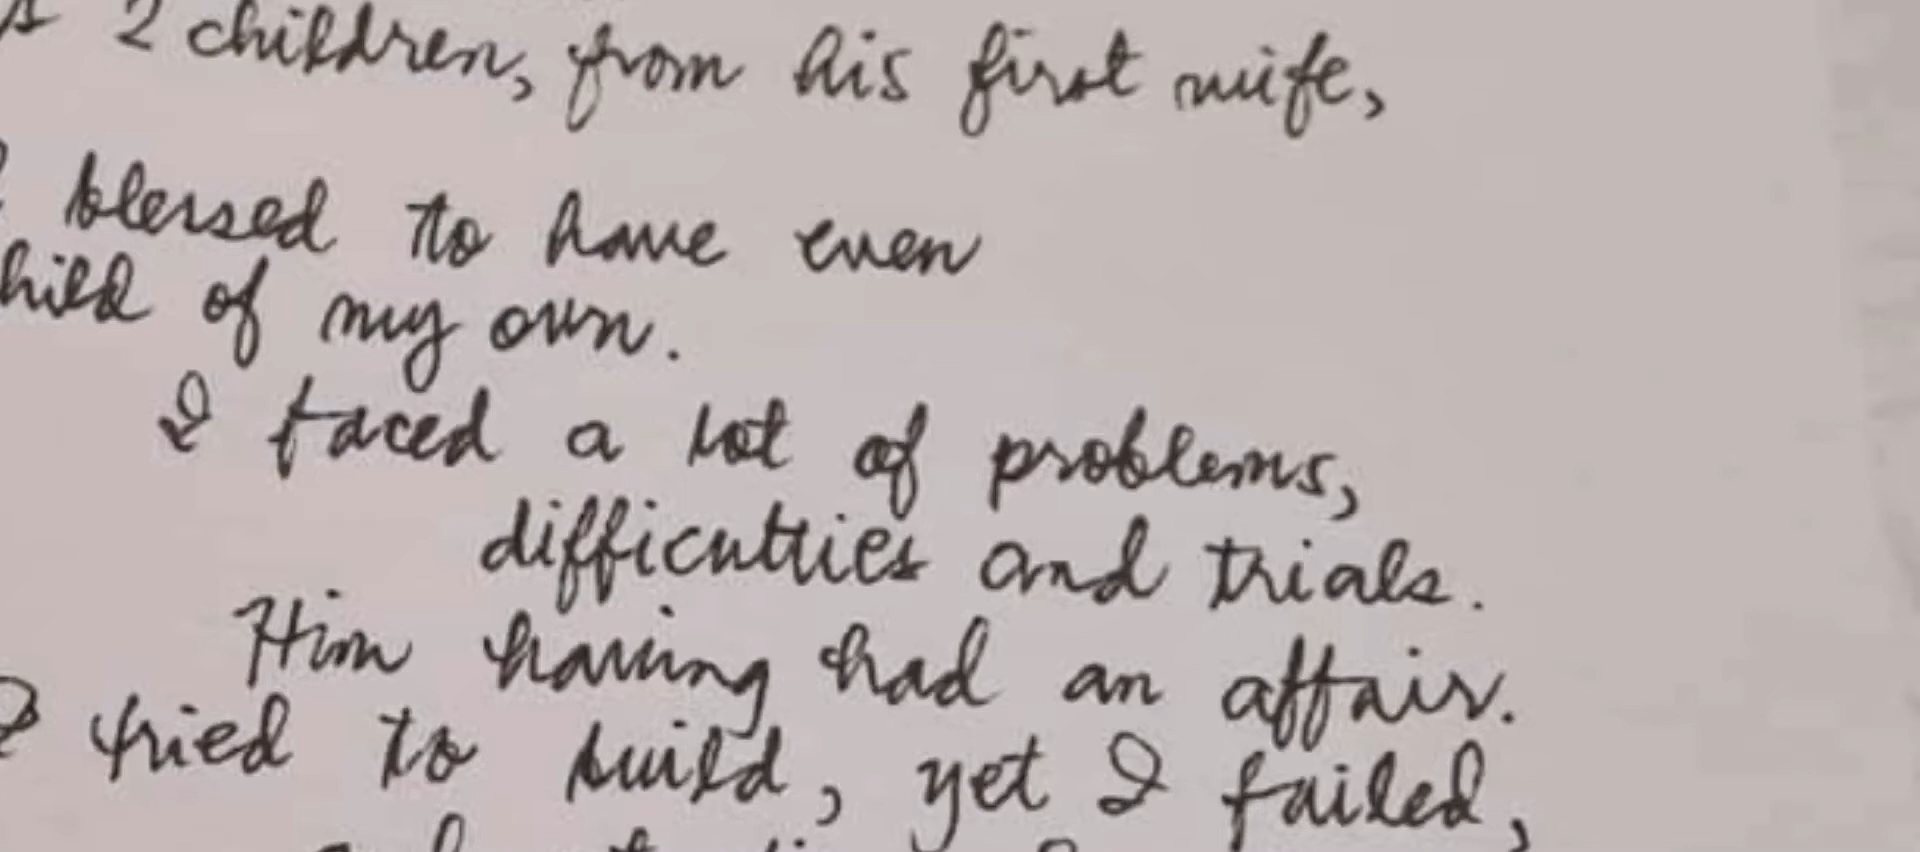 2 children, from his first wife,
blessed to have even
hild of my own.
I faced a lot of problems,
difficulties and trials.
Him having had an affair.
I tried to build, yet I failed,